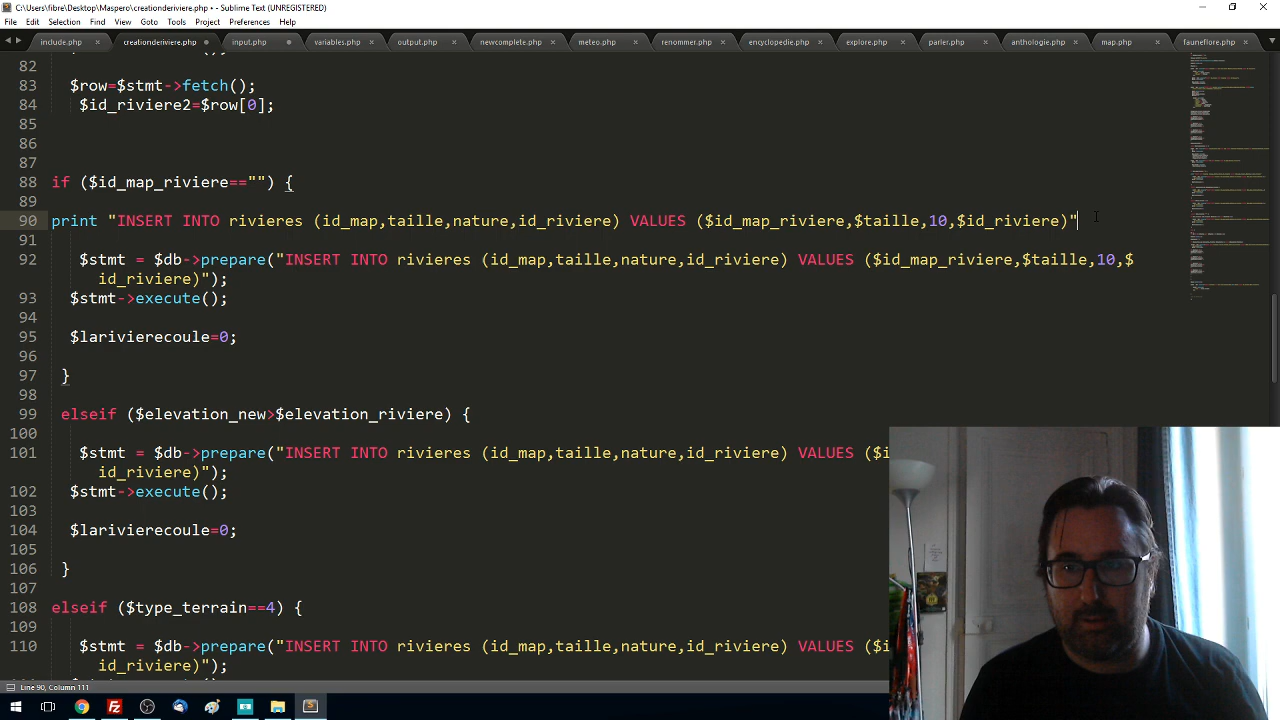 C:\Users\fibre\Desktop\Maspero\creationderiviere.php • - Sublime Text (UNREGISTERED)
File Edit Selection Find View Goto Tools Project Preferences Help
include.php creationderiviere.php input.php variables.php output.php newcomplete.php meteo.php renommer.php encyclopedie.php explore.php parler.php anthologie.php map.php fauneflore.php
82
83 $row=$stmt->fetch();
84 $id_riviere2=$row[0];
85
86
87
88 if ($id_map_riviere=="") {
89
90 print "INSERT INTO rivieres (id_map,taille,nature,id_riviere) VALUES ($id_map_riviere,$taille,10,$id_riviere)"
91
92 $stmt = $db->prepare("INSERT INTO rivieres (id_map,taille,nature,id_riviere) VALUES ($id_map_riviere,$taille,10,$
id_riviere)");
93 $stmt->execute();
94
95 $larivierecoule=0;
96
97 }
98
99 elseif ($elevation_new>$elevation_riviere) {
100
101 $stmt = $db->prepare("INSERT INTO rivieres (id_map,taille,nature,id_riviere) VALUES ($i
id_riviere)");
102 $stmt->execute();
103
104 $larivierecoule=0;
105
106 }
107
108 elseif ($type_terrain==4) {
109
110 $stmt = $db->prepare("INSERT INTO rivieres (id_map,taille,nature,id_riviere) VALUES ($i
id_riviere)");
Line 90, Column 111